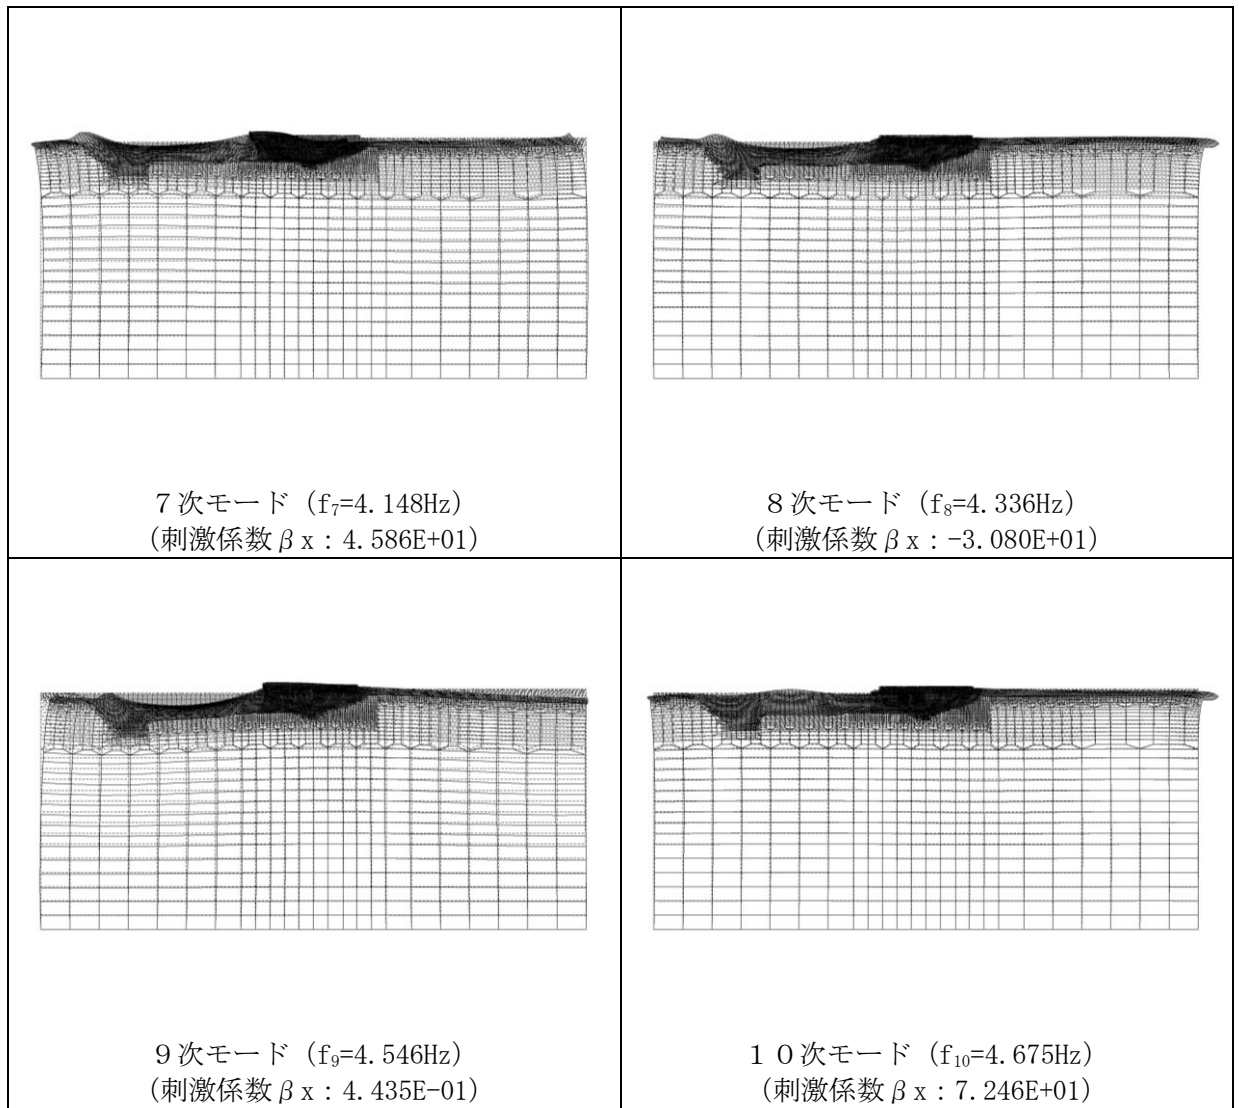 7次モード (f₇=4.148Hz)
(刺激係数βx:4.586E+01)
8次モード (f₈=4.336Hz)
(刺激係数βx:-3.080E+01)
9次モード (f₉=4.546Hz)
(刺激係数βx:4.435E-01)
10次モード (f₁₀=4.675Hz)
(刺激係数βx:7.246E+01)